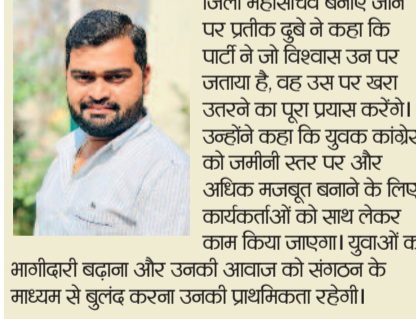 जिला महासचिव बनाए जाने
पर प्रतीक दुबे ने कहा कि
पार्टी ने जो विश्वास उन पर
जताया है, वह उस पर खरा
उतरने का पूरा प्रयास करेंगे।
उन्होंने कहा कि युवक कांग्रेस
को जमीनी स्तर पर और
अधिक मजबूत बनाने के लिए
कार्यकर्ताओं को साथ लेकर
काम किया जाएगा। युवाओं क
भागीदारी बढ़ाना और उनकी आवाज को संगठन के
माध्यम से बुलंद करना उनकी प्राथमिकता रहेगी।